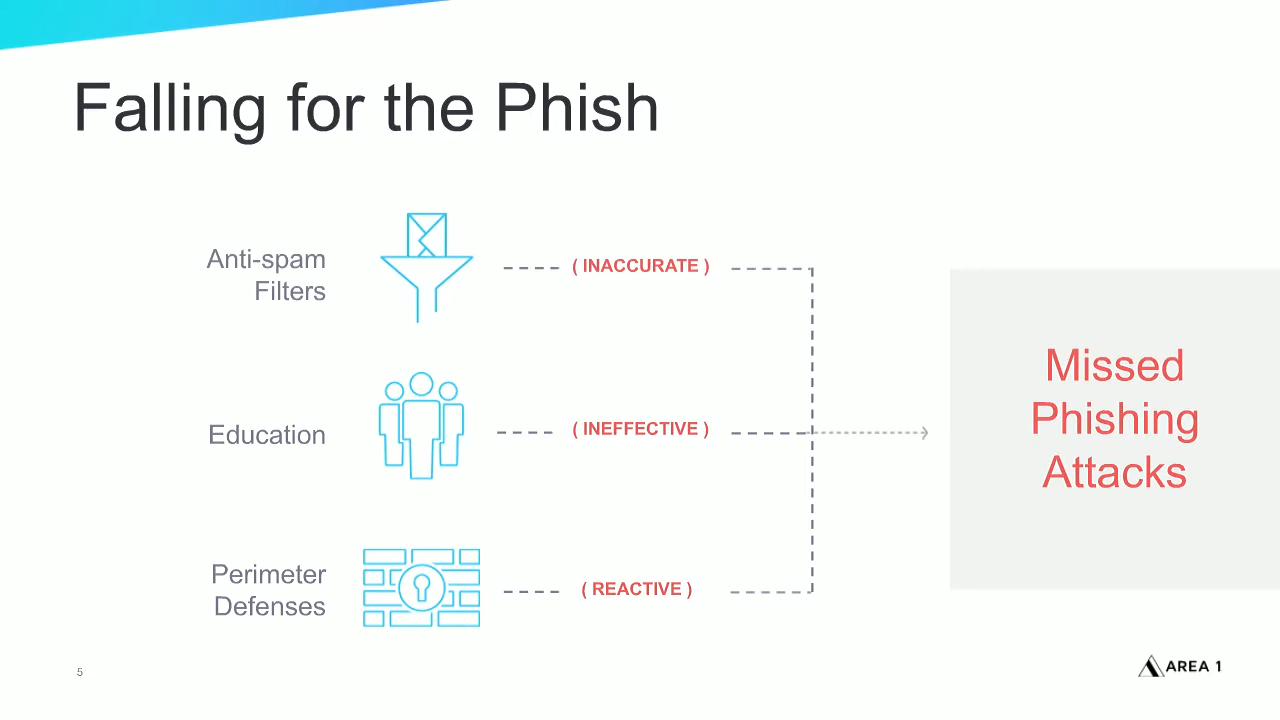 Falling for the Phish
Anti-spam
Filters
( INACCURATE )
Education
( INEFFECTIVE )
Perimeter
Defenses
( REACTIVE )
Missed
Phishing
Attacks
5
AREA 1